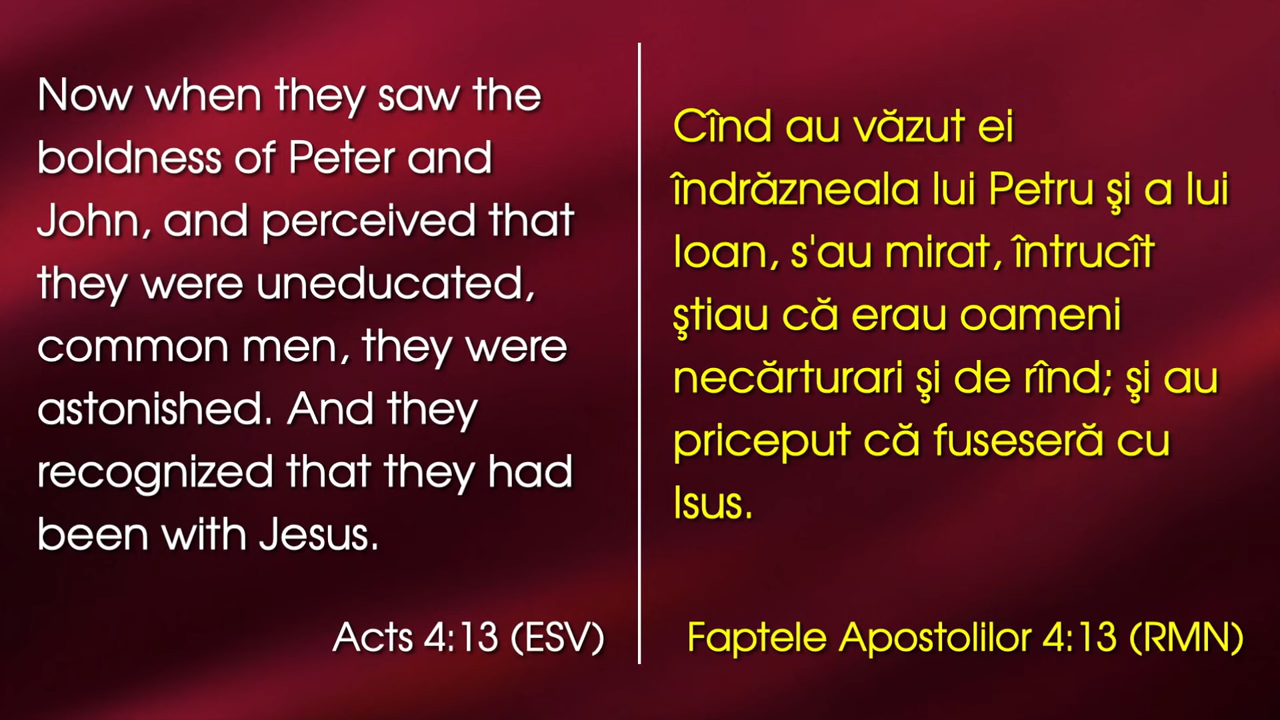 Now when they saw the
boldness of Peter and
John, and perceived that
they were uneducated,
common men, they were
astonished. And they
recognized that they had
been with Jesus.
Acts 4:13 (ESV)
Cînd au văzut ei
îndrăzneala lui Petru şi a lui
Ioan, s'au mirat, întrucît
ştiau că erau oameni
necărturari şi de rînd; şi au
priceput că fuseseră cu
Isus.
Faptele Apostolilor 4:13 (RMN)